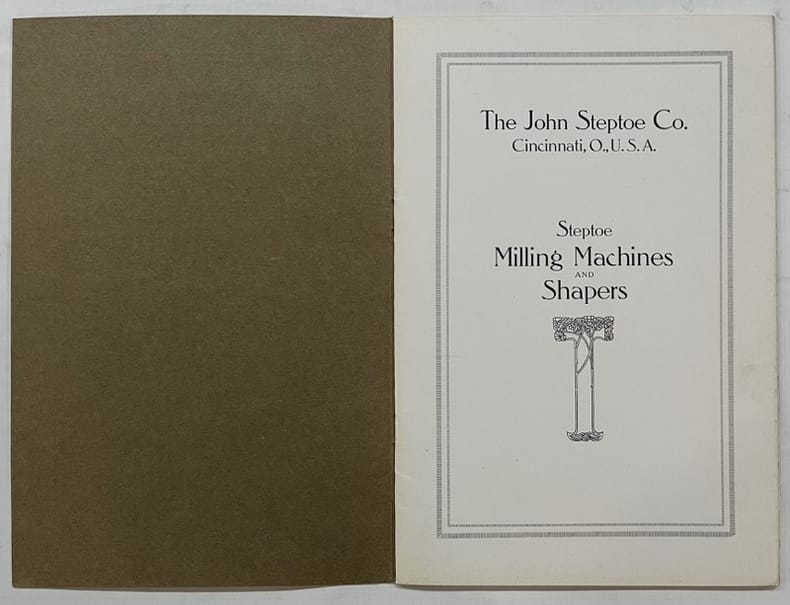 The John Steptoe Co.
Cincinnati, O., U. S. A.
Steptoe
Milling Machines
AND
Shapers